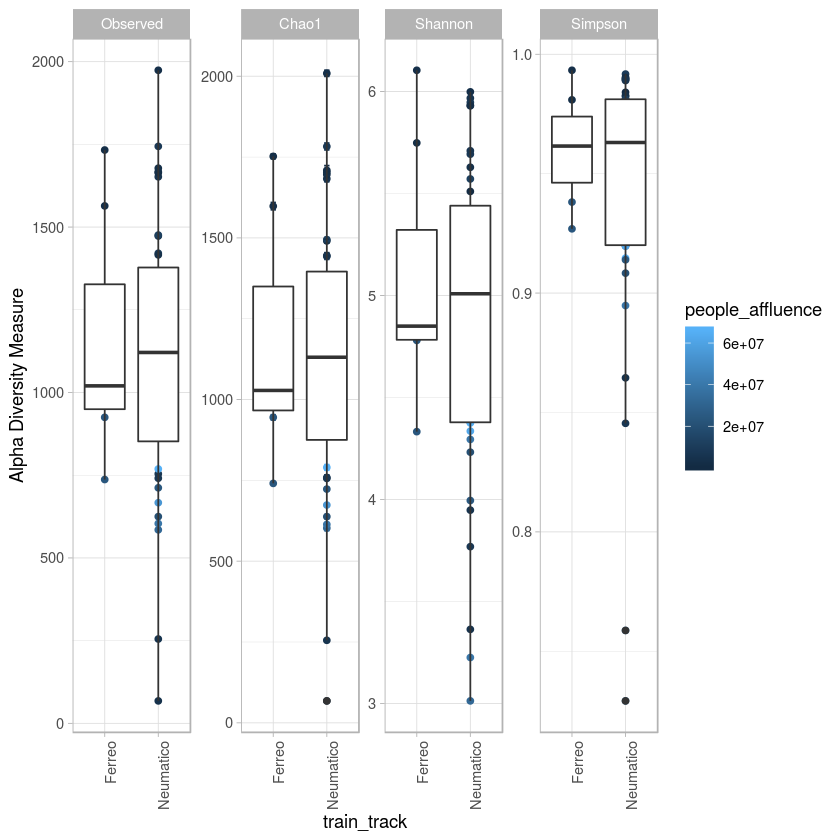 Observed Chao1 Shannon Simpson
2000
1500
1000
500
0
2000
1500
1000
500
0
6
5
4
3
1.0
0.9
0.8
Alpha Diversity Measure
Ferreo Neumatico Ferreo Neumatico Ferreo Neumatico Ferreo Neumatico
train_track
people_affluence
6e+07
4e+07
2e+07